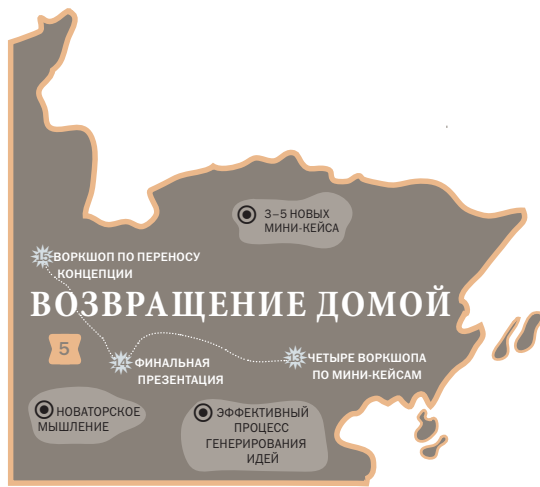 3–5 НОВЫХ
МИНИ-КЕЙСА
15 ВОРКШОП ПО ПЕРЕНОСУ
КОНЦЕПЦИИ
ВОЗВРАЩЕНИЕ ДОМОЙ
5
14 ФИНАЛЬНАЯ
ПРЕЗЕНТАЦИЯ
13 ЧЕТЫРЕ ВОРКШОПА
ПО МИНИ-КЕЙСАМ
НОВАТОРСКОЕ
МЫШЛЕНИЕ
ЭФФЕКТИВНЫЙ
ПРОЦЕСС
ГЕНЕРИРОВАНИЯ
ИДЕЙ